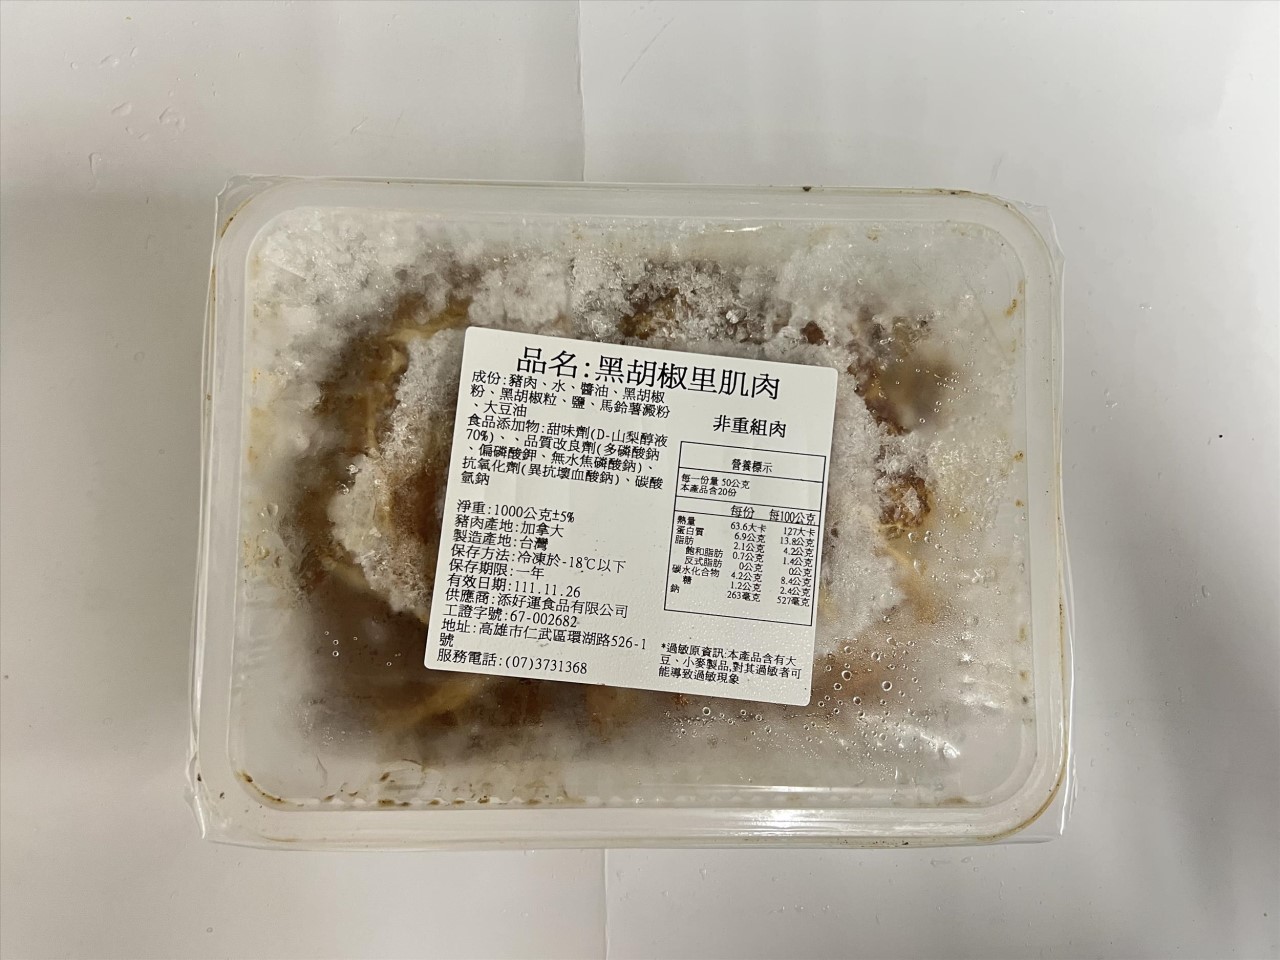 品名:黑胡椒里肌肉
成份:豬肉、水、醬油、黑胡椒
粉、黑胡椒粒、鹽、馬鈴薯澱粉
、大豆油
食品添加物:甜味劑(D-山梨醇液
70%)、、品質改良劑(多磷酸鈉
、偏磷酸鉀、無水焦磷酸鈉)、
抗氧化劑(異抗壞血酸鈉)、碳酸
氫鈉
淨重:1000公克±5%
豬肉產地:加拿大
製造產地:台灣
保存方法:冷凍於-18℃以下
保存期限:一年
有效日期:111.11.26
供應商:添好運食品有限公司
工證字號:67-002682
地址:高雄市仁武區環湖路526-1
號
服務電話:(07)3731368
非重組肉
營養標示
每一份量 50公克
本產品含20份
每份 每100公克
熱量 63.6大卡 127大卡
蛋白質 6.9公克 13.8公克
脂肪 2.1公克 4.2公克
飽和脂肪 0.7公克 1.4公克
反式脂肪 0公克 0公克
碳水化合物 4.2公克 8.4公克
糖 1.2公克 2.4公克
鈉 263毫克 527毫克
*過敏原資訊:本產品含有大
豆、小麥製品,對其過敏者可
能導致過敏現象